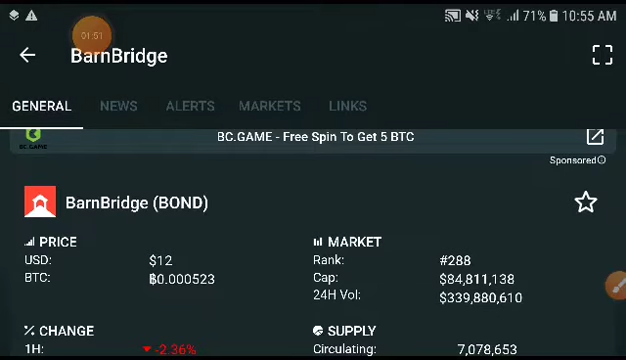 71% 10:55 AM
01:51
BarnBridge
GENERAL NEWS ALERTS MARKETS LINKS
BC.GAME
BC.GAME - Free Spin To Get 5 BTC
Sponsored
BarnBridge (BOND)
PRICE
USD: $12
BTC: ฿0.000523
MARKET
Rank: #288
Cap: $84,811,138
24H Vol: $339,880,610
CHANGE
1H: -2.36%
SUPPLY
Circulating: 7,078,653